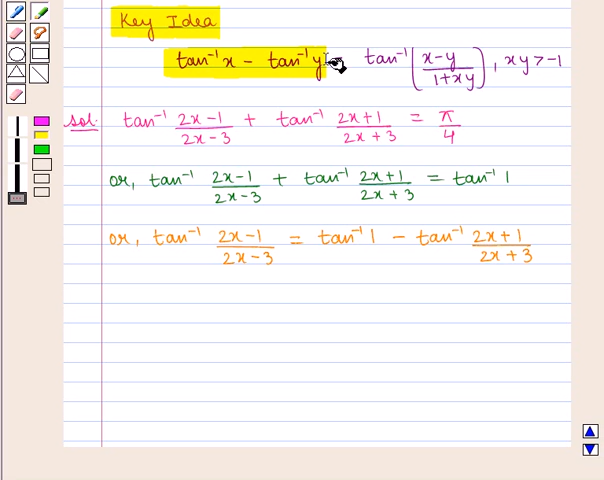 Key Idea
tan⁻¹x − tan⁻¹y = tan⁻¹((x−y)/(1+xy)), xy > −1
Sol. tan⁻¹ (2x−1)/(2x−3) + tan⁻¹ (2x+1)/(2x+3) = π/4
or, tan⁻¹ (2x−1)/(2x−3) + tan⁻¹ (2x+1)/(2x+3) = tan⁻¹ 1
or, tan⁻¹ (2x−1)/(2x−3) = tan⁻¹ 1 − tan⁻¹ (2x+1)/(2x+3)